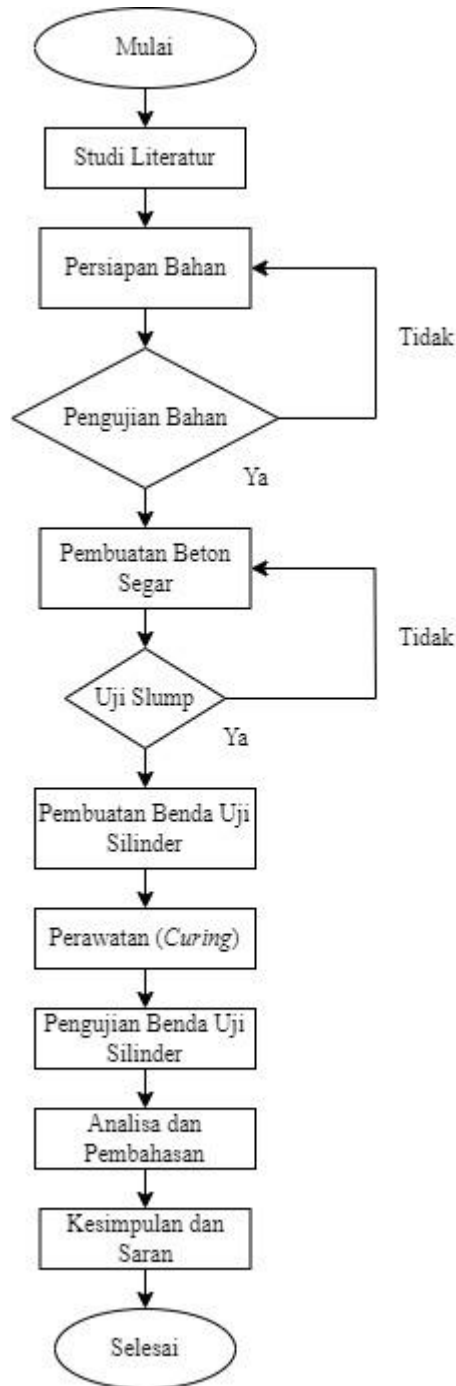 Mulai
Studi Literatur
Persiapan Bahan
Tidak
Pengujian Bahan
Ya
Pembuatan Beton
Segar
Tidak
Uji Slump
Ya
Pembuatan Benda Uji
Silinder
Perawatan (Curing)
Pengujian Benda Uji
Silinder
Analisa dan
Pembahasan
Kesimpulan dan
Saran
Selesai